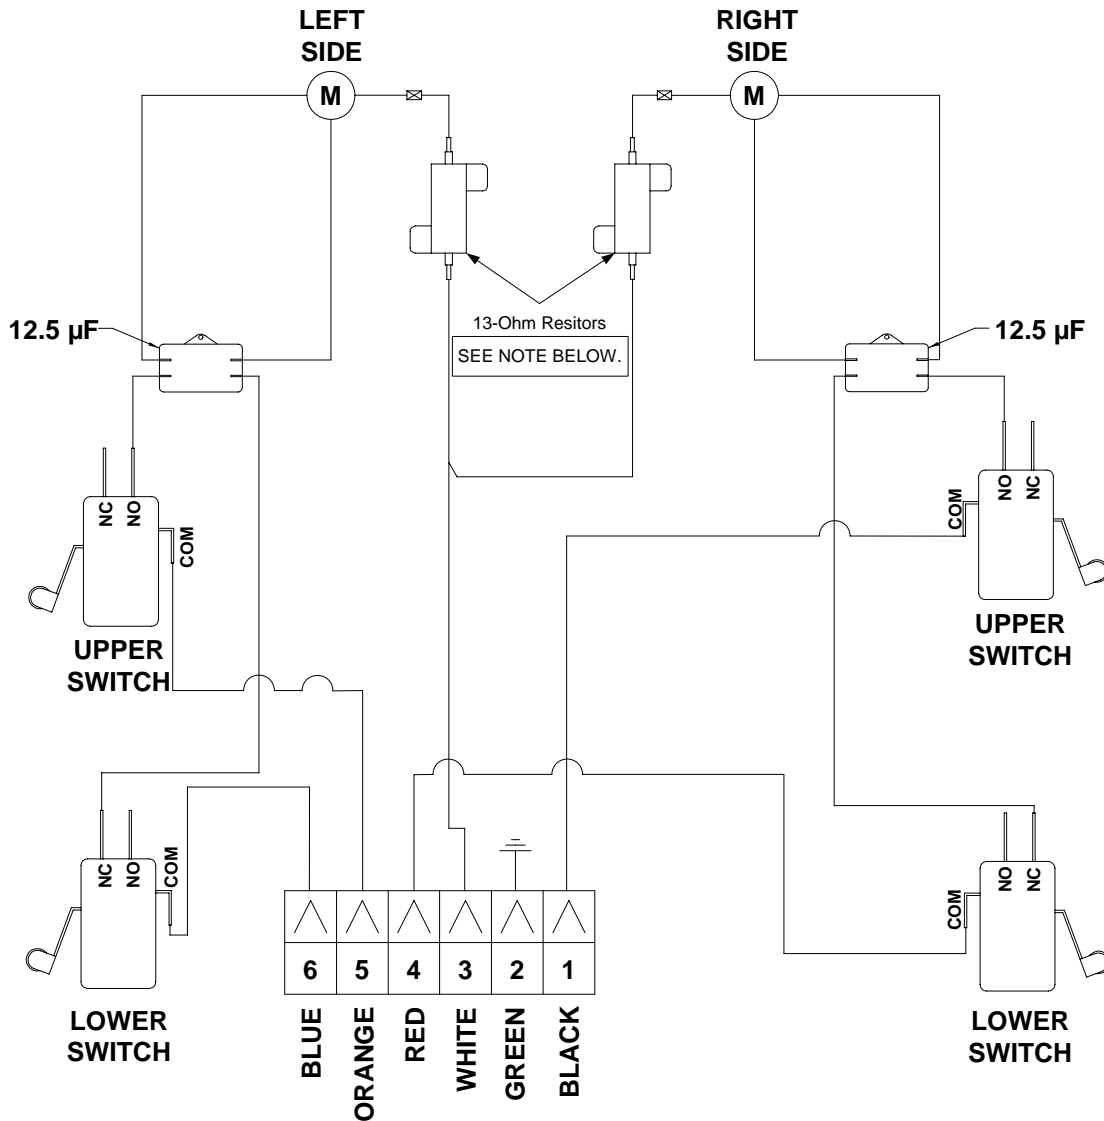 LEFT
SIDE
RIGHT
SIDE
M
M
13-Ohm Resitors
SEE NOTE BELOW.
12.5 µF
12.5 µF
NC
NO
COM
UPPER
SWITCH
COM
NO
NC
UPPER
SWITCH
NC
NO
COM
LOWER
SWITCH
COM
NO
NC
LOWER
SWITCH
6
5
4
3
2
1
BLUE
ORANGE
RED
WHITE
GREEN
BLACK